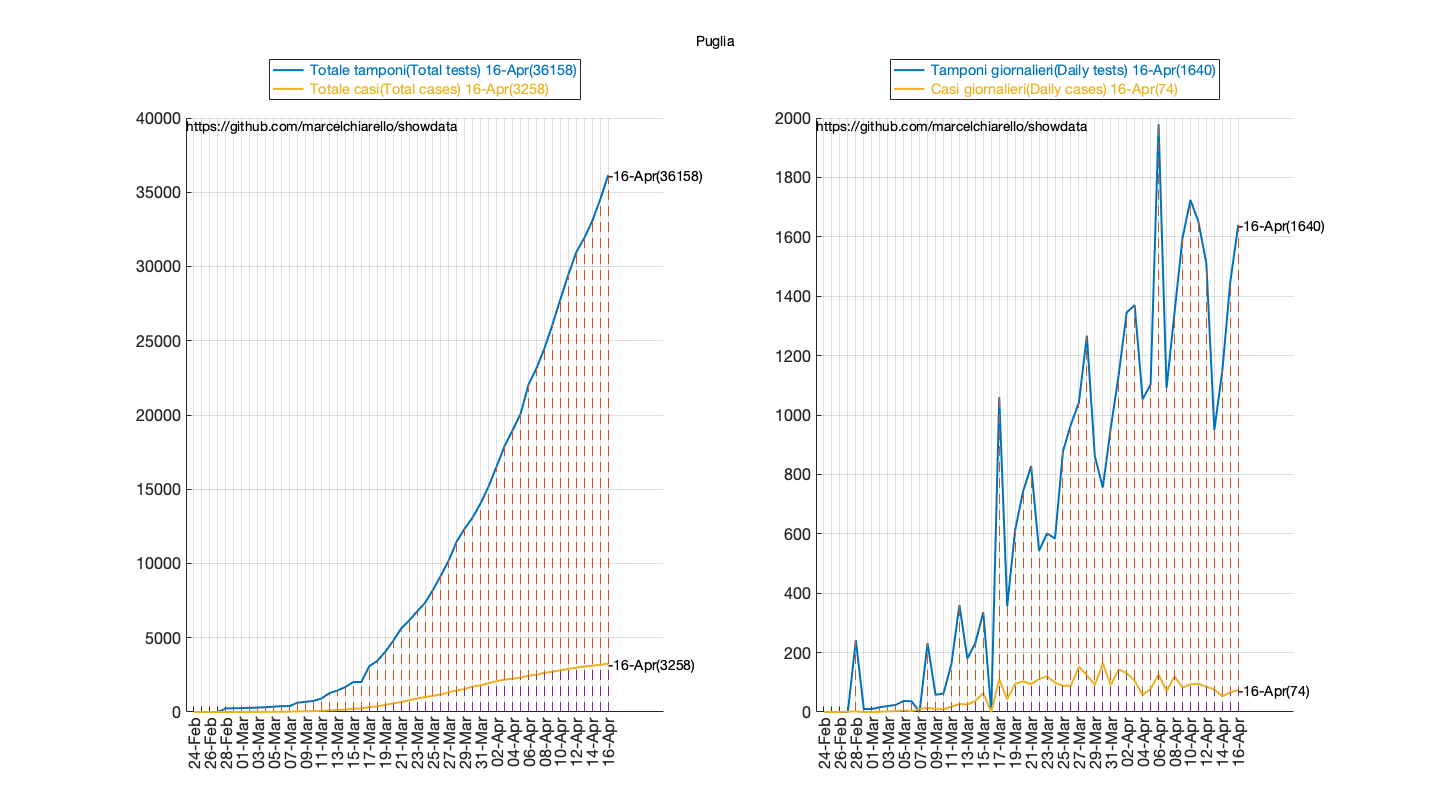 Puglia
Totale tamponi(Total tests) 16-Apr(36158)
Totale casi(Total cases) 16-Apr(3258)
40000
35000
30000
25000
20000
15000
10000
5000
0
https://github.com/marcelchiarello/showdata
16-Apr(36158)
16-Apr(3258)
24-Feb
26-Feb
28-Feb
01-Mar
03-Mar
05-Mar
07-Mar
09-Mar
11-Mar
13-Mar
15-Mar
17-Mar
19-Mar
21-Mar
23-Mar
25-Mar
27-Mar
29-Mar
31-Mar
02-Apr
04-Apr
06-Apr
08-Apr
10-Apr
12-Apr
14-Apr
16-Apr
Tamponi giornalieri(Daily tests) 16-Apr(1640)
Casi giornalieri(Daily cases) 16-Apr(74)
2000
1800
1600
1400
1200
1000
800
600
400
200
0
https://github.com/marcelchiarello/showdata
16-Apr(1640)
16-Apr(74)
24-Feb
26-Feb
28-Feb
01-Mar
03-Mar
05-Mar
07-Mar
09-Mar
11-Mar
13-Mar
15-Mar
17-Mar
19-Mar
21-Mar
23-Mar
25-Mar
27-Mar
29-Mar
31-Mar
02-Apr
04-Apr
06-Apr
08-Apr
10-Apr
12-Apr
14-Apr
16-Apr